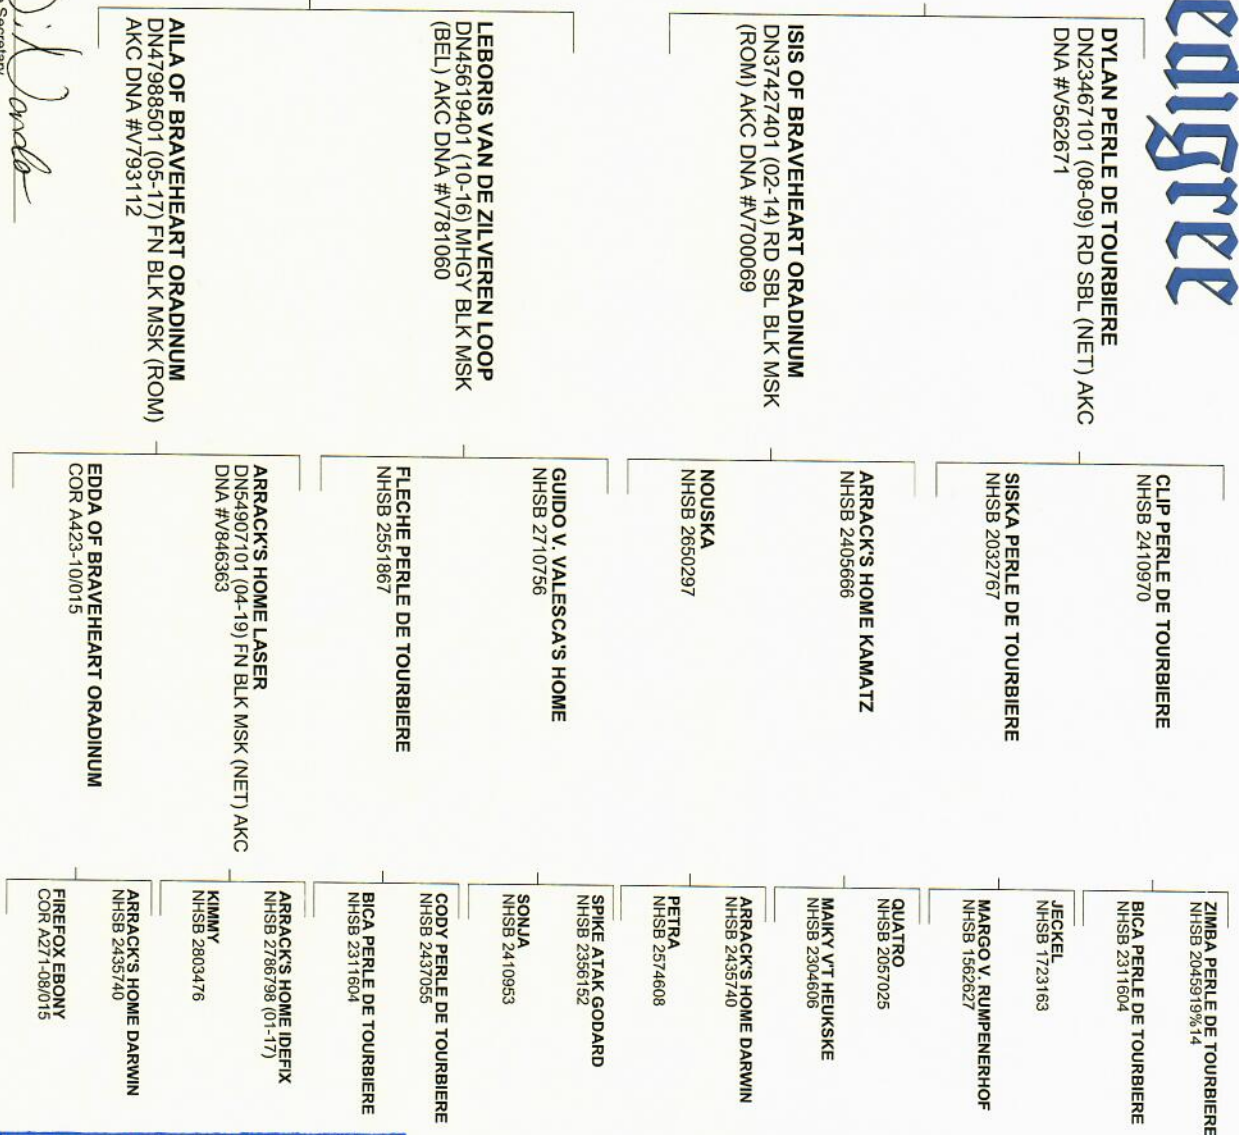 edigree
DYLAN PERLE DE TOURBIERE
DN23467101 (08-09) RD SBL (NET) AKC
DNA #V562671
ISIS OF BRAVEHEART ORADINUM
DN37427401 (02-14) RD SBL BLK MSK
(ROM) AKC DNA #V700069
LEBORIS VAN DE ZILVEREN LOOP
DN45619401 (10-16) MHGY BLK MSK
(BEL) AKC DNA #V781060
AILA OF BRAVEHEART ORADINUM
DN47988501 (05-17) FN BLK MSK (ROM)
AKC DNA #V793112
CLIP PERLE DE TOURBIERE
NHSB 2410970
SISKA PERLE DE TOURBIERE
NHSB 2032767
ARRACK'S HOME KAMATZ
NHSB 2405666
NOUSKA
NHSB 2650297
GUIDO V. VALESCA'S HOME
NHSB 2710756
FLECHE PERLE DE TOURBIERE
NHSB 2551867
ARRACK'S HOME LASER
DN54907101 (04-19) FN BLK MSK (NET) AKC
DNA #V846363
EDDA OF BRAVEHEART ORADINUM
COR A423-10/015
ZIMBA PERLE DE TOURBIERE
NHSB 2045919%14
BICA PERLE DE TOURBIERE
NHSB 2311604
JECKEL
NHSB 1723163
MARGO V. RUMPENERHOF
NHSB 1562627
QUATRO
NHSB 2057025
MAIKY V'T HEUKSKE
NHSB 2304606
ARRACK'S HOME DARWIN
NHSB 2435740
PETRA
NHSB 2574608
SPIKE ATAK GODARD
NHSB 2356152
SONJA
NHSB 2410953
CODY PERLE DE TOURBIERE
NHSB 2437055
BICA PERLE DE TOURBIERE
NHSB 2311604
ARRACK'S HOME IDEFIX
NHSB 2786798 (01-17)
KIMMY
NHSB 2803476
ARRACK'S HOME DARWIN
NHSB 2435740
FIREFOX EBONY
COR A271-08/015
Secretary